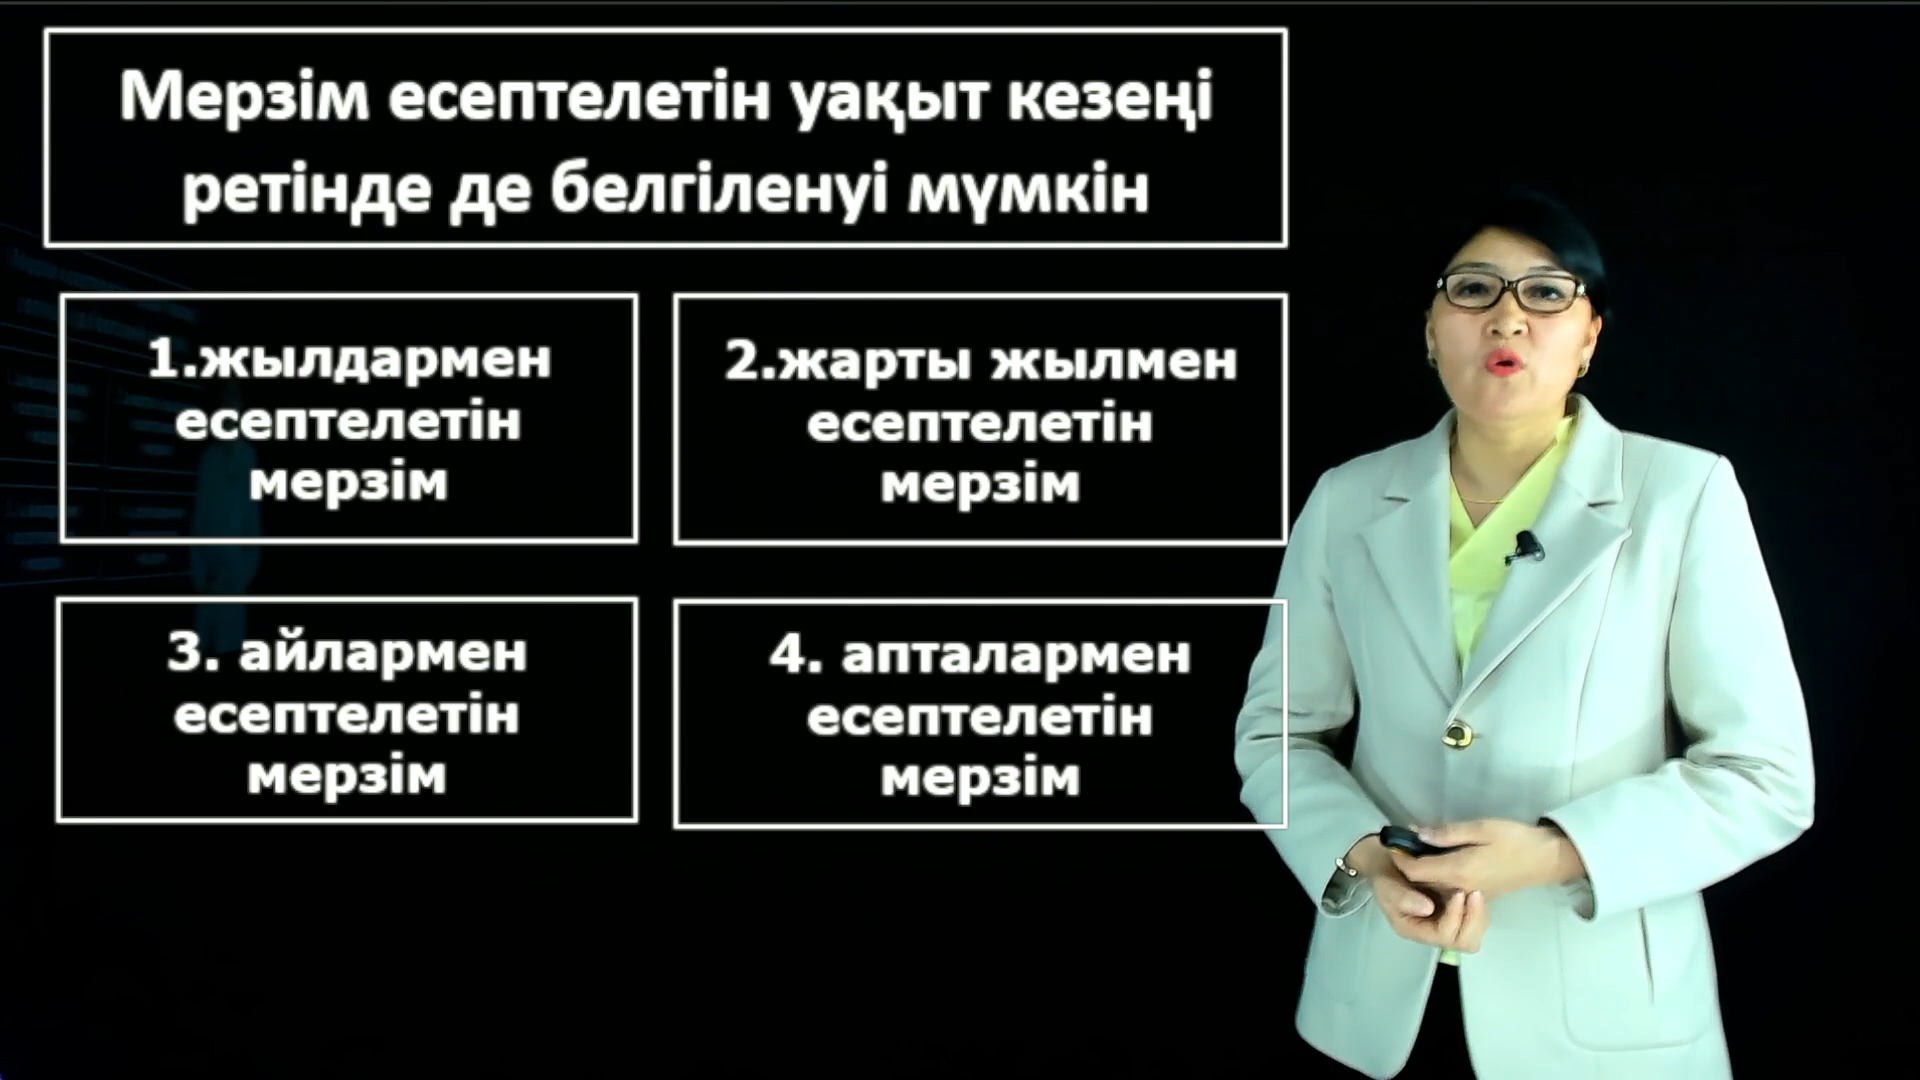 Мерзім есептелетін уақыт кезеңі
ретінде де белгіленуі мүмкін
1.жылдармен
есептелетін
мерзім
2.жарты жылмен
есептелетін
мерзім
3. айлармен
есептелетін
мерзім
4. апталармен
есептелетін
мерзім